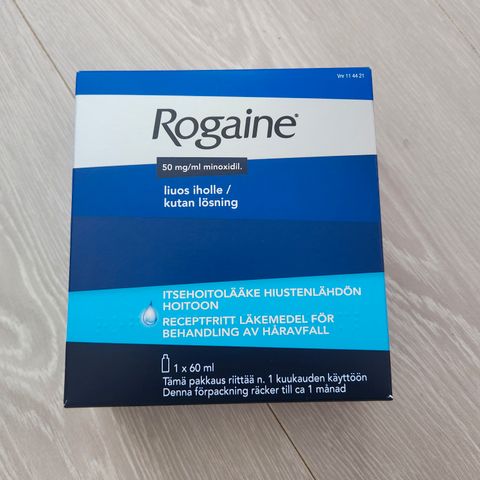 Vnr 11 44 21
Rogaine®
50 mg/ml minoxidil.
liuos iholle /
kutan lösning
ITSEHOITOLÄÄKE HIUSTENLÄHDÖN
HOITOON
RECEPTFRITT LÄKEMEDEL FÖR
BEHANDLING AV HÅRAVFALL
1 x 60 ml
Tämä pakkaus riittää n. 1 kuukauden käyttöön
Denna förpackning räcker till ca 1 månad